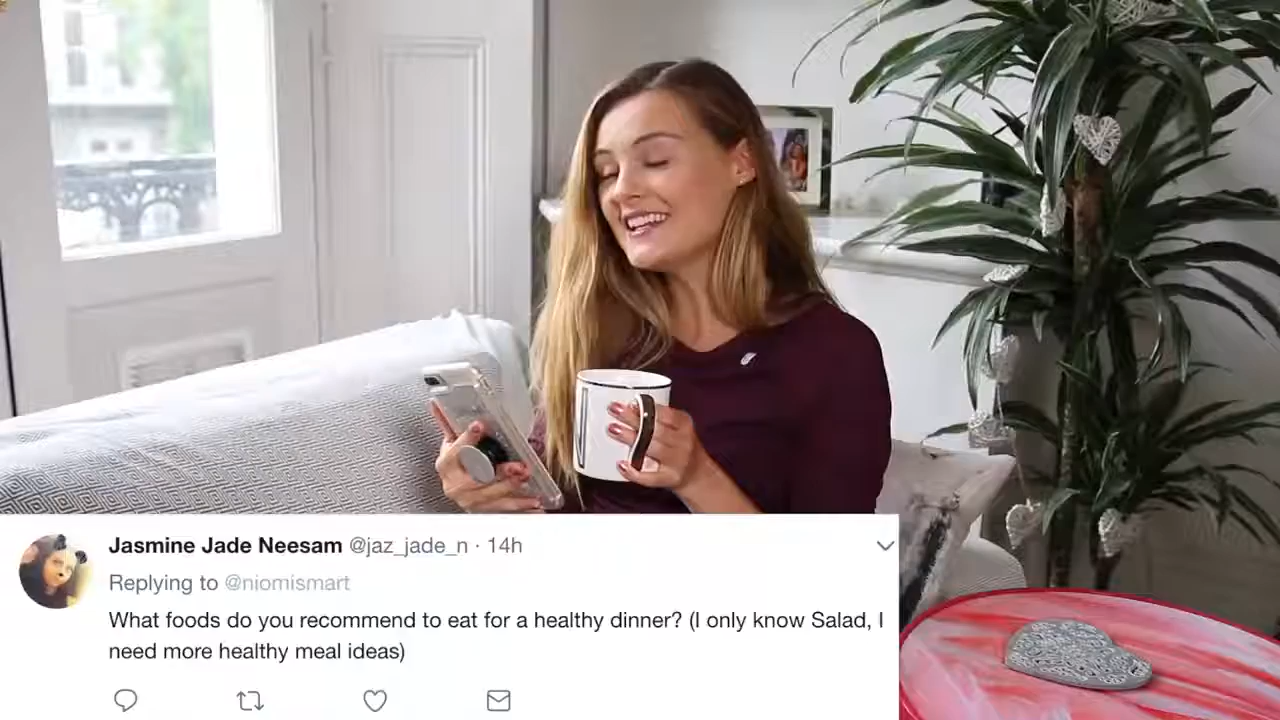 Jasmine Jade Neesam @jaz_jade_n · 14h
Replying to @niomismart
What foods do you recommend to eat for a healthy dinner? (I only know Salad, I
need more healthy meal ideas)